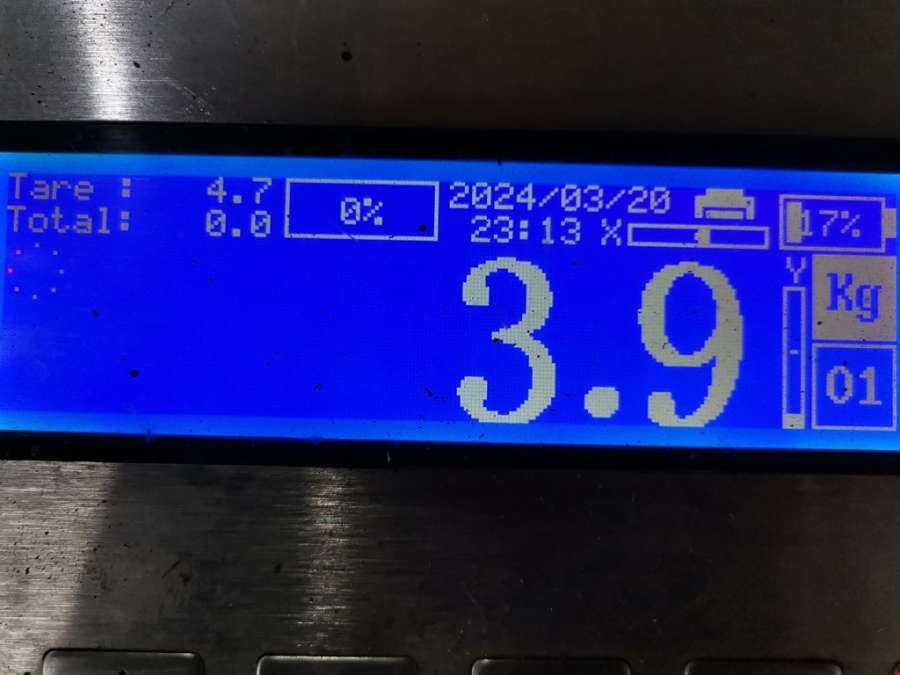 Tare : 4.7
Total: 0.0
0%
2024/03/20
23:13 X
17%
3.9
Y
Kg
01